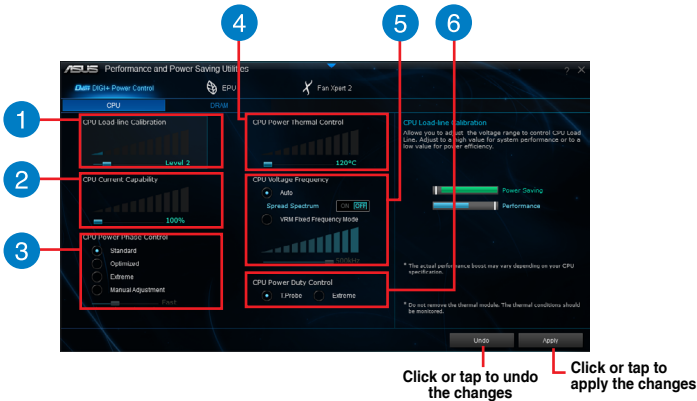 4
5
6
ASUS Performance and Power Saving Utilities
? ×
DIGI DIGI+ Power Control
EPU
Fan Xpert 2
CPU
DRAM
1
CPU Load-line Calibration
Level 2
2
CPU Current Capability
100%
3
CPU Power Phase Control
Standard
Optimized
Extreme
Manual Adjustment
Fast
CPU Power Thermal Control
120°C
CPU Voltage Frequency
Auto
Spread Spectrum ON OFF
VRM Fixed Frequency Mode
300kHz
CPU Power Duty Control
T.Probe Extreme
CPU Load-line Calibration
Allows you to adjust the voltage range to control CPU Load
Line. Adjust to a high value for system performance or to a
low value for power efficiency.
Power Saving
Performance
* The actual performance boost may vary depending on your CPU
specification.
* Do not remove the thermal module. The thermal conditions should
be monitored.
Undo
Apply
Click or tap to undo
the changes
Click or tap to
apply the changes